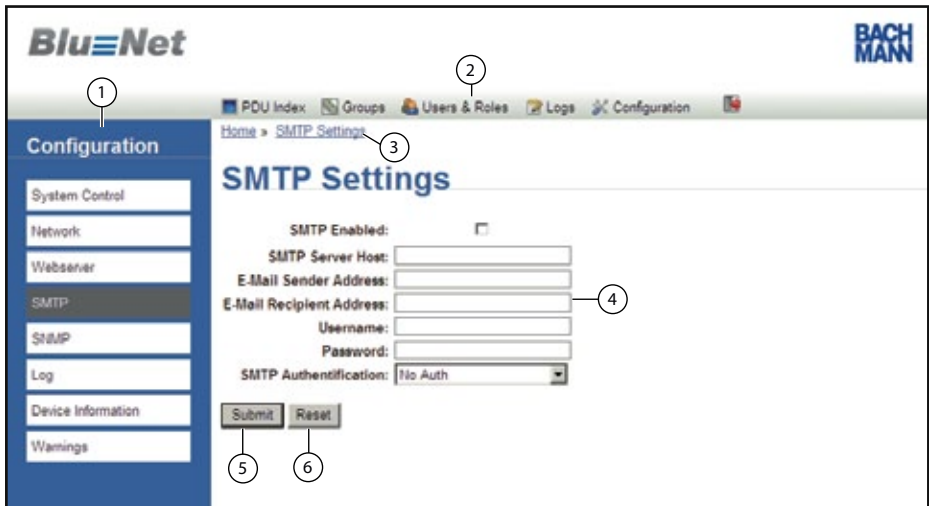 Blu≡Net
BACH
MANN
1
2
PDU Index Groups Users & Roles Logs Configuration
Home » SMTP Settings
3
Configuration
SMTP Settings
System Control
Network
Webserver
SMTP
SNMP
Log
Device Information
Warnings
SMTP Enabled:
SMTP Server Host:
E-Mail Sender Address:
E-Mail Recipient Address:
4
Username:
Password:
SMTP Authentification: No Auth
Submit Reset
5 6